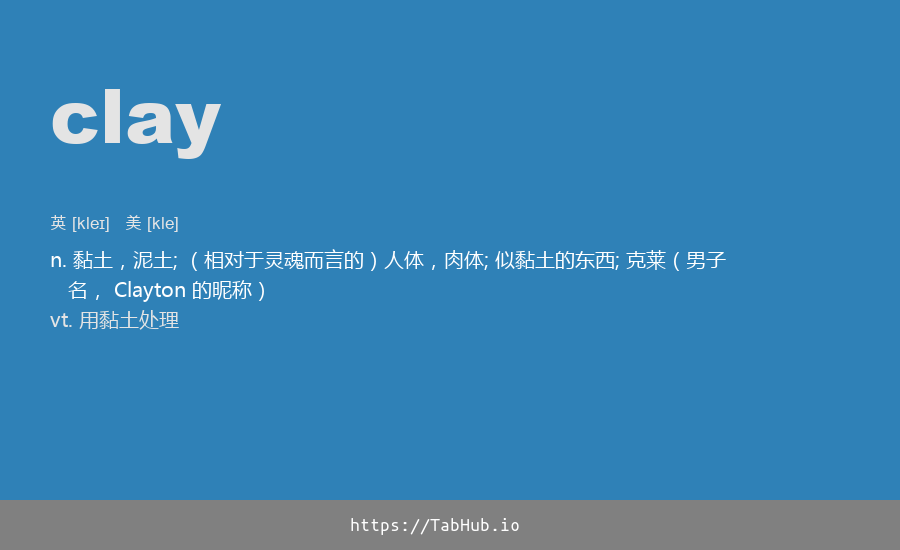 clay
英 [kleɪ] 美 [kle]
n. 黏土，泥土; （相对于灵魂而言的）人体，肉体; 似黏土的东西; 克莱（男子
名， Clayton 的昵称）
vt. 用黏土处理
https://TabHub.io